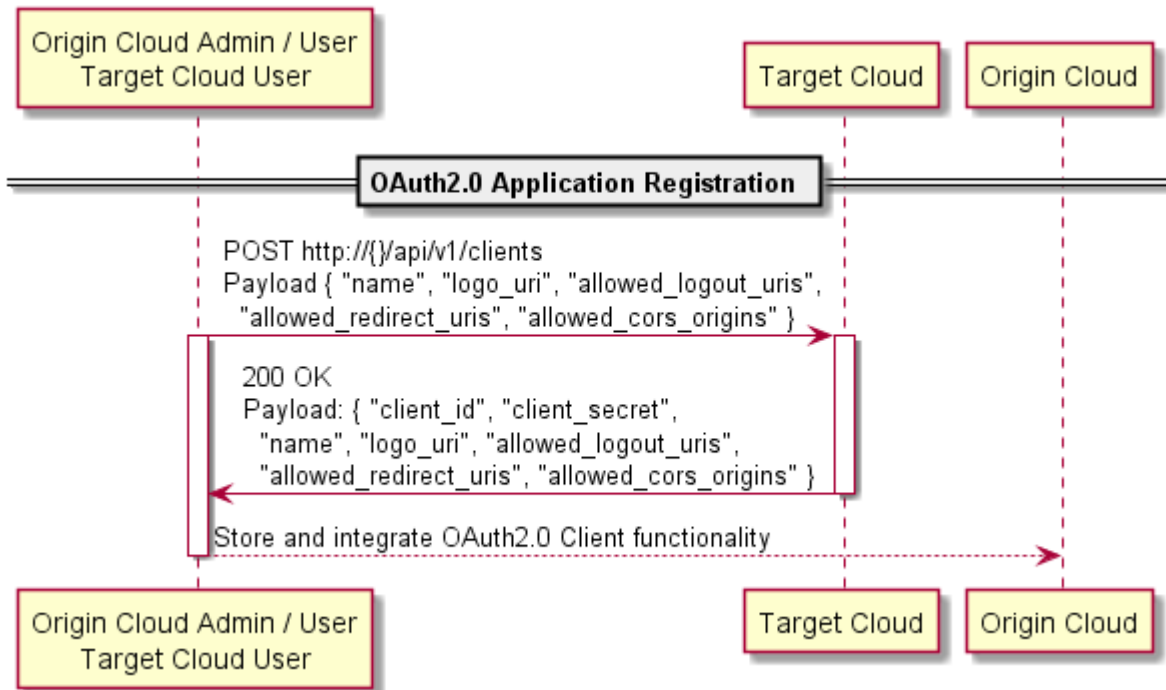 Origin Cloud Admin / User
Target Cloud User
Target Cloud
Origin Cloud
OAuth2.0 Application Registration
POST http://{}/api/v1/clients
Payload { "name", "logo_uri", "allowed_logout_uris",
"allowed_redirect_uris", "allowed_cors_origins" }
200 OK
Payload: { "client_id", "client_secret",
"name", "logo_uri", "allowed_logout_uris",
"allowed_redirect_uris", "allowed_cors_origins" }
Store and integrate OAuth2.0 Client functionality
Origin Cloud Admin / User
Target Cloud User
Target Cloud
Origin Cloud